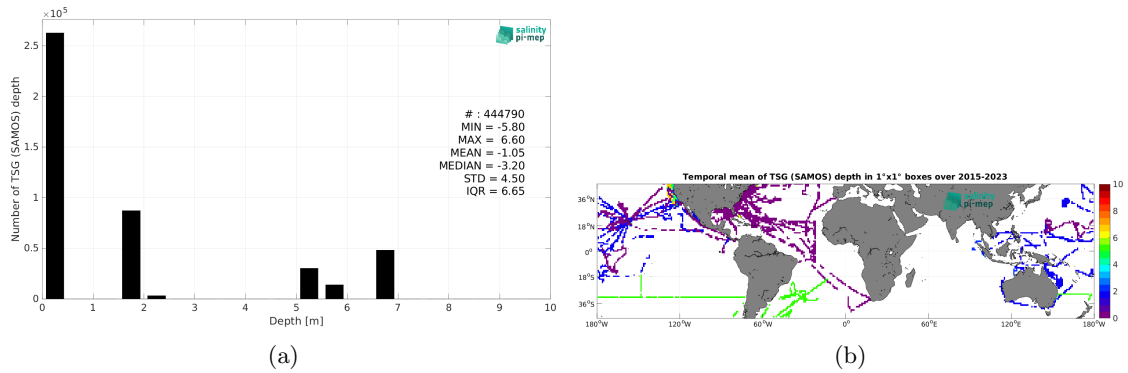 ×10⁵
2.5
2
1.5
1
0.5
0
0 1 2 3 4 5 6 7 8 9 10
Number of TSG (SAMOS) depth
Depth [m]
salinity
pi-mep
# : 444790
MIN = -5.80
MAX = 6.60
MEAN = -1.05
MEDIAN = -3.20
STD = 4.50
IQR = 6.65
(a)
Temporal mean of TSG (SAMOS) depth in 1°x1° boxes over 2015-2023
salinity
pi-mep
36°N
18°N
0°
18°S
36°S
180°W 120°W 60°W 0° 60°E 120°E 180°W
10
8
6
4
2
0
(b)